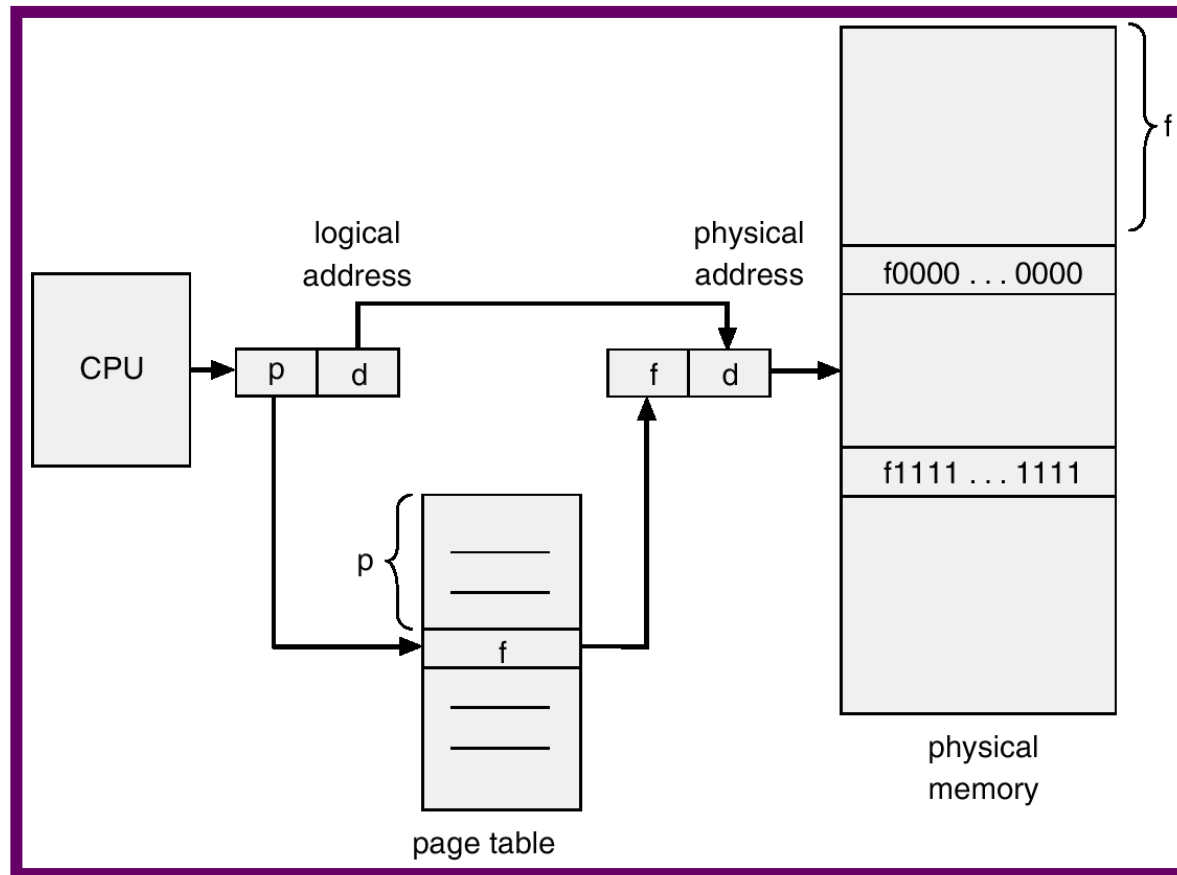 f
logical
address
physical
address
f0000 . . . 0000
CPU
p
d
f
d
f1111 . . . 1111
p
f
physical
memory
page table